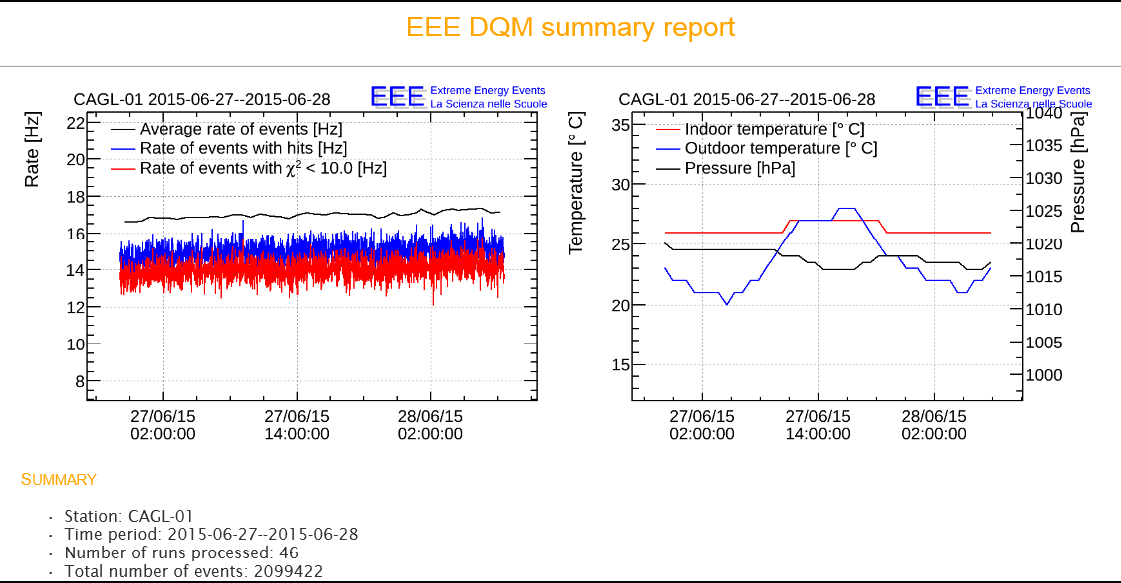 EEE DQM summary report
CAGL-01 2015-06-27--2015-06-28
EEE
Extreme Energy Events
La Scienza nelle Scuole
Rate [Hz]
22
20
18
16
14
12
10
8
Average rate of events [Hz]
Rate of events with hits [Hz]
Rate of events with χ² < 10.0 [Hz]
27/06/15 27/06/15 28/06/15
02:00:00 14:00:00 02:00:00
CAGL-01 2015-06-27--2015-06-28
EEE
Extreme Energy Events
La Scienza nelle Scuole
Temperature [° C]
35
30
25
20
15
Indoor temperature [° C]
Outdoor temperature [° C]
Pressure [hPa]
1040
1035
1030
1025
1020
1015
1010
1005
1000
Pressure [hPa]
27/06/15 27/06/15 28/06/15
02:00:00 14:00:00 02:00:00
SUMMARY
· Station: CAGL-01
· Time period: 2015-06-27--2015-06-28
· Number of runs processed: 46
· Total number of events: 2099422